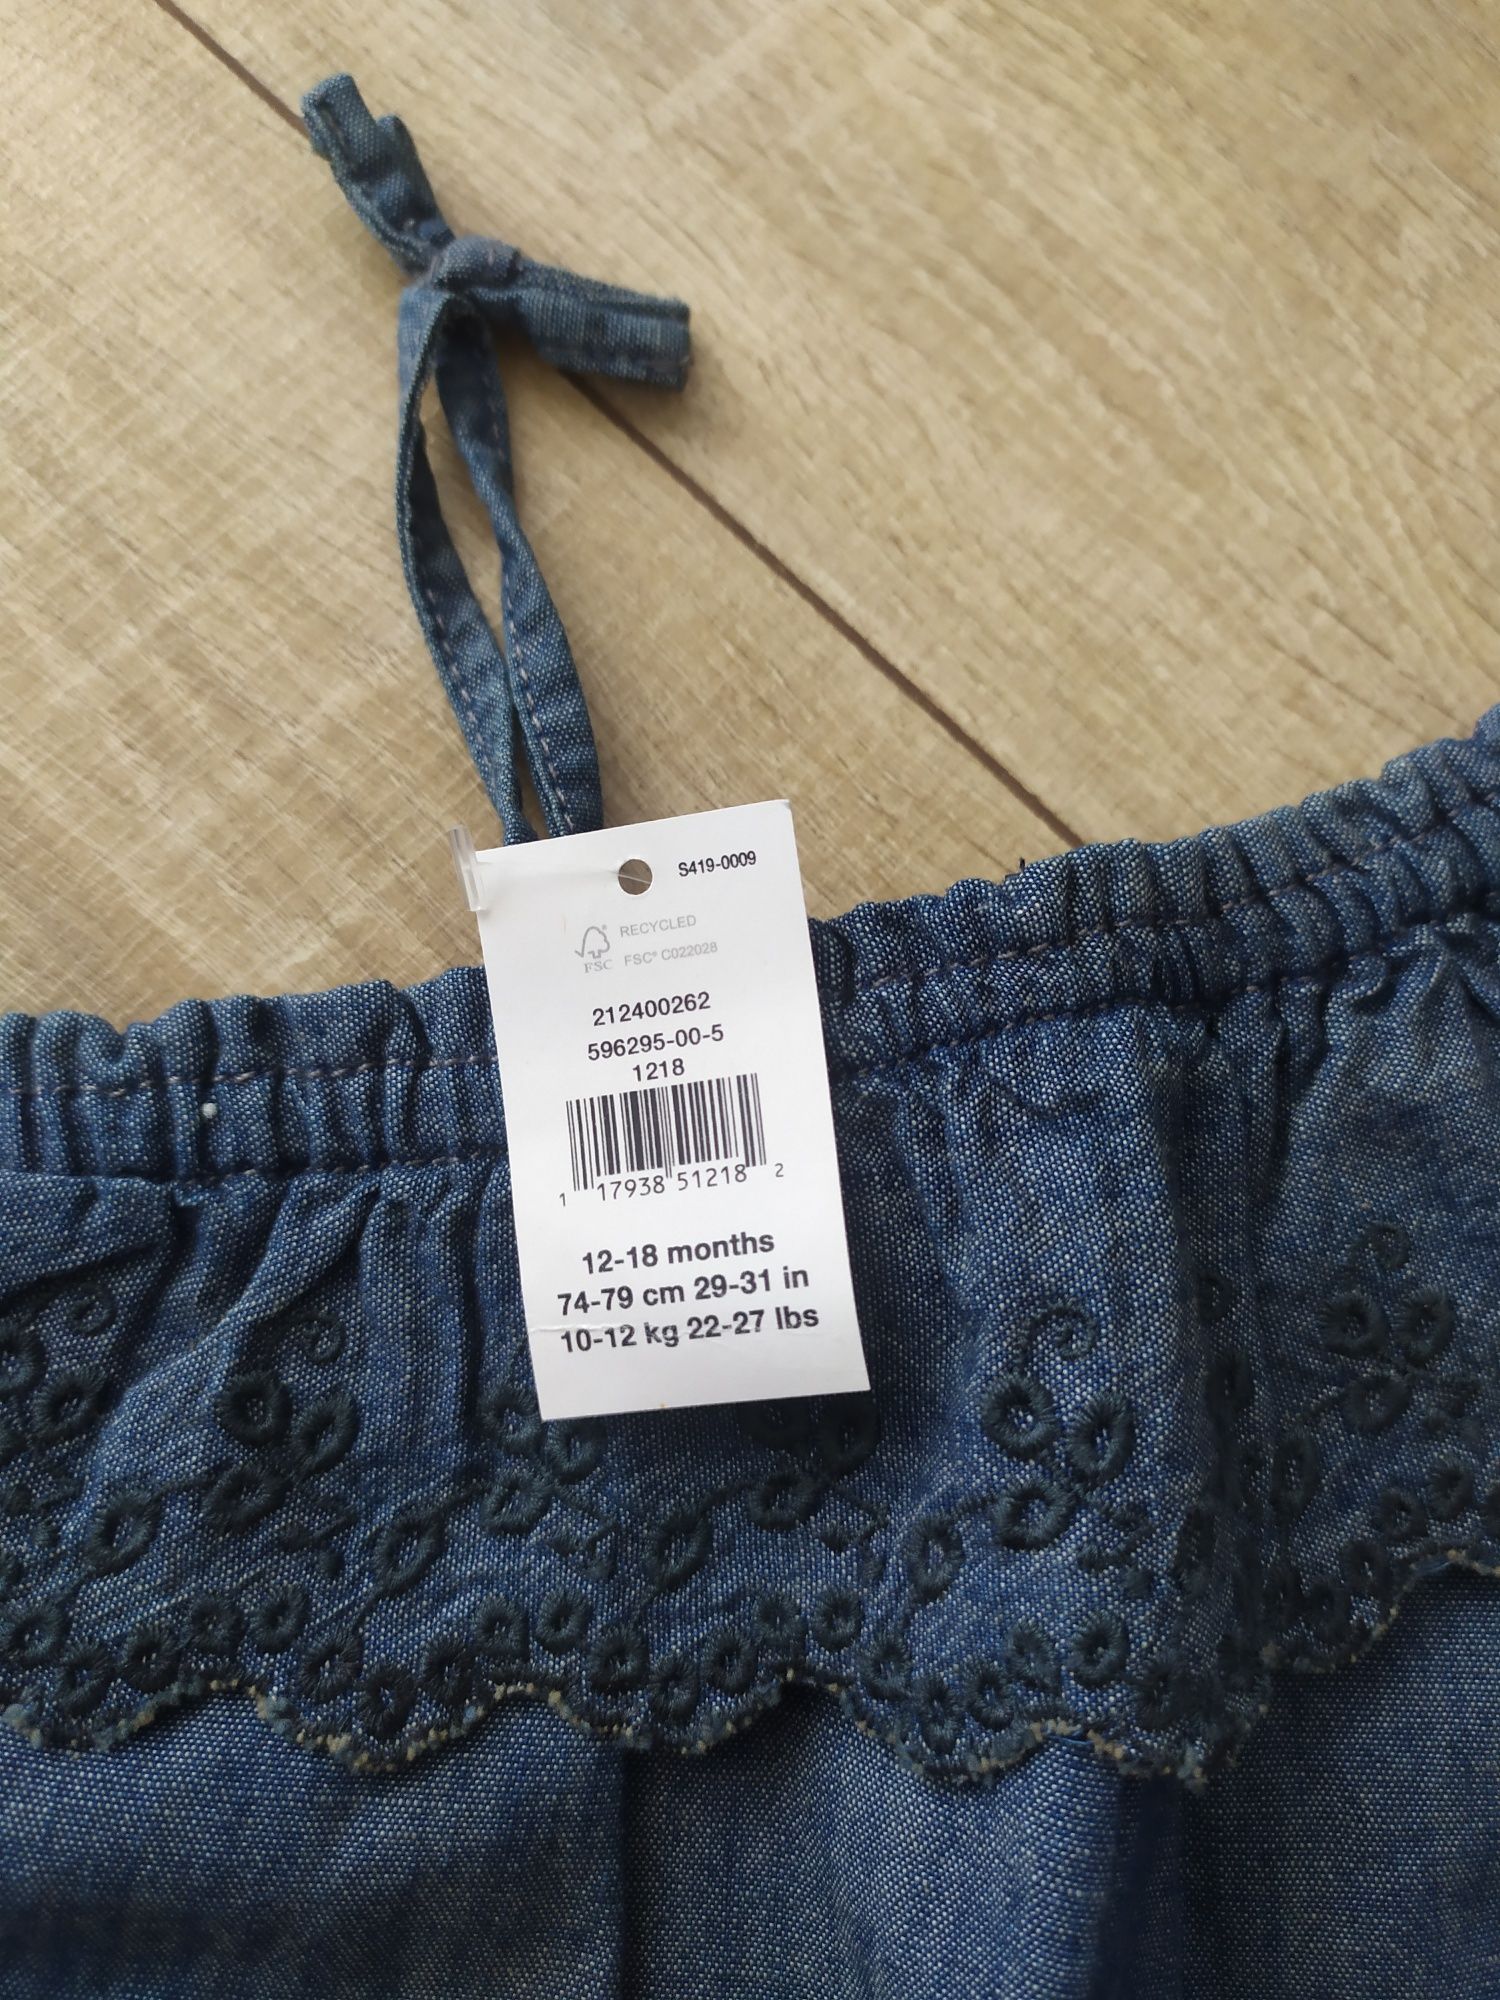 S419-0009
RECYCLED
FSC FSC® C022028
212400262
596295-00-5
1218
1 17938 51218 2
12-18 months
74-79 cm 29-31 in
10-12 kg 22-27 lbs